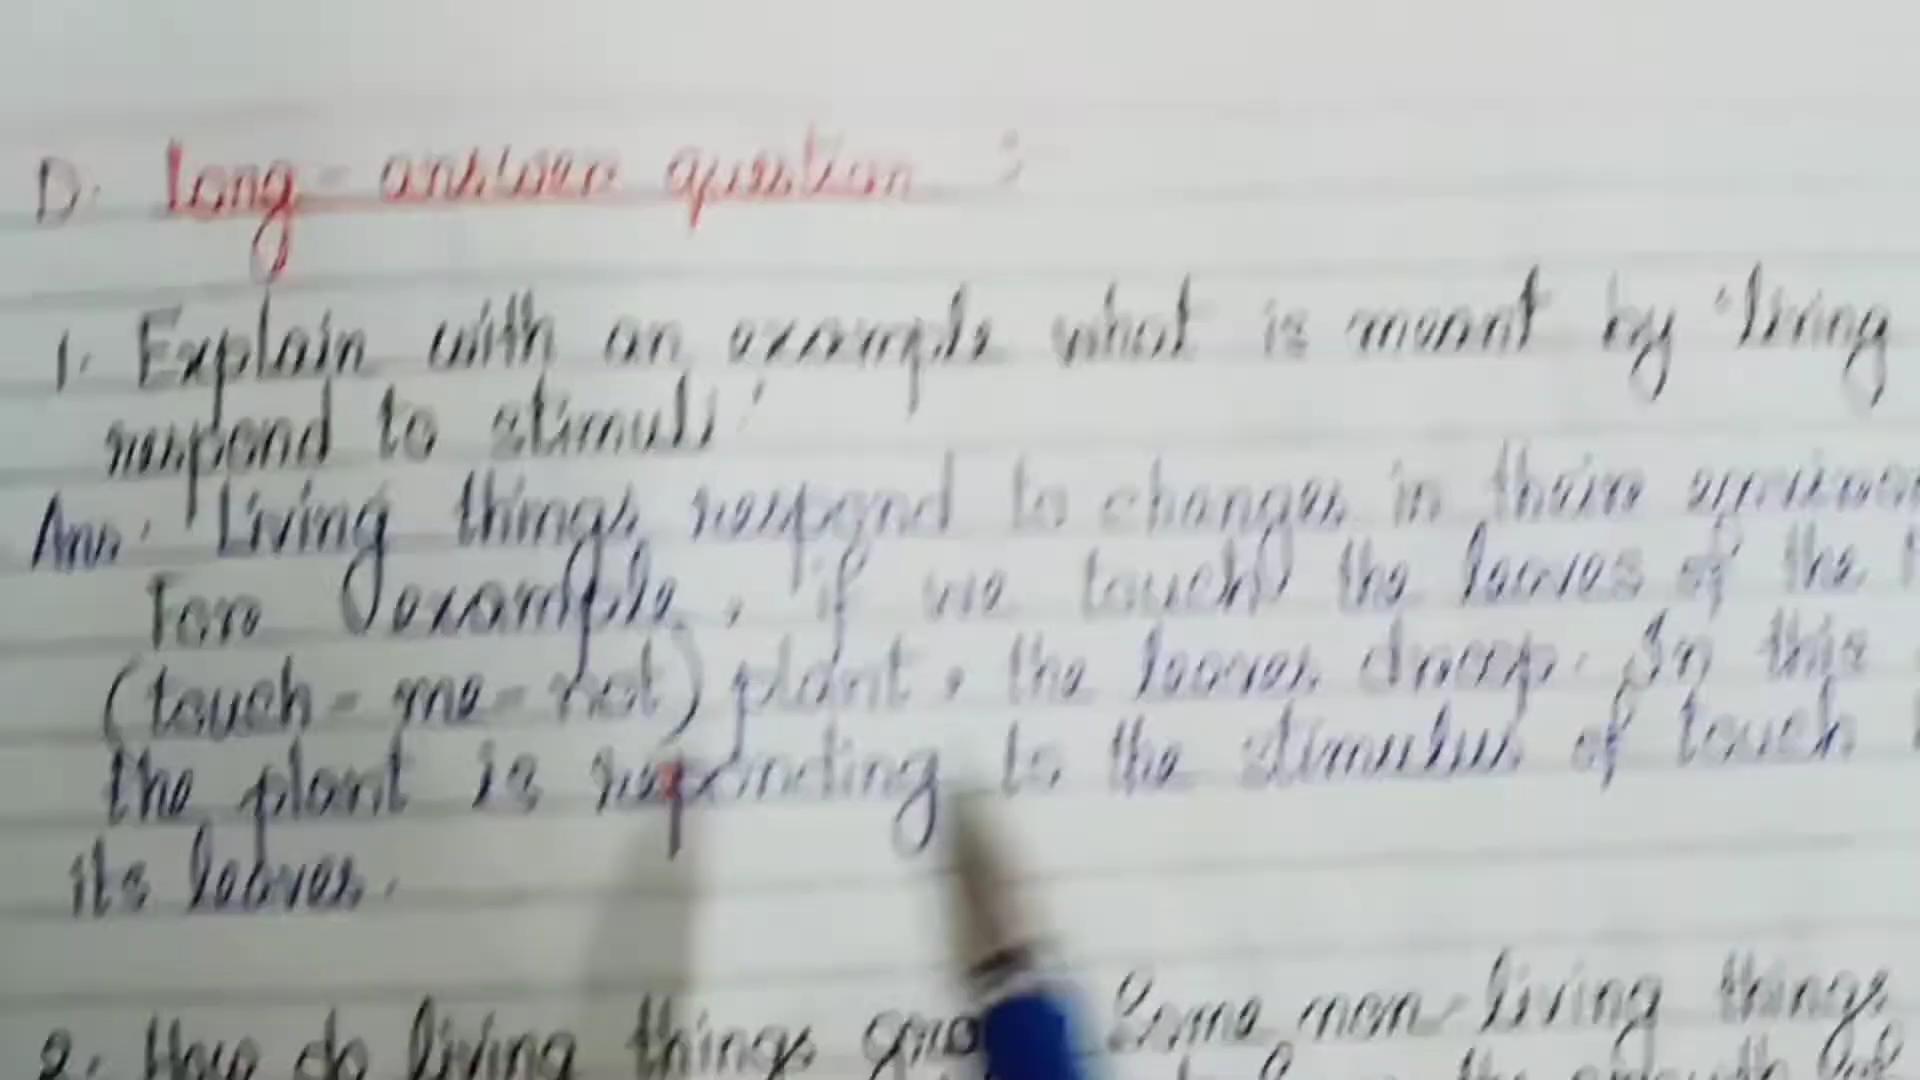 D. Long-answer question :
1. Explain with an example what is meant by 'living
respond to stimuli'
Ans. Living things respond to changes in their
For example, if we touch the leaves of the
(touch-me-not) plant, the leaves droop. In this
the plant is responding to the stimulus of touch
its leaves.
2. How do living things Some non-living things